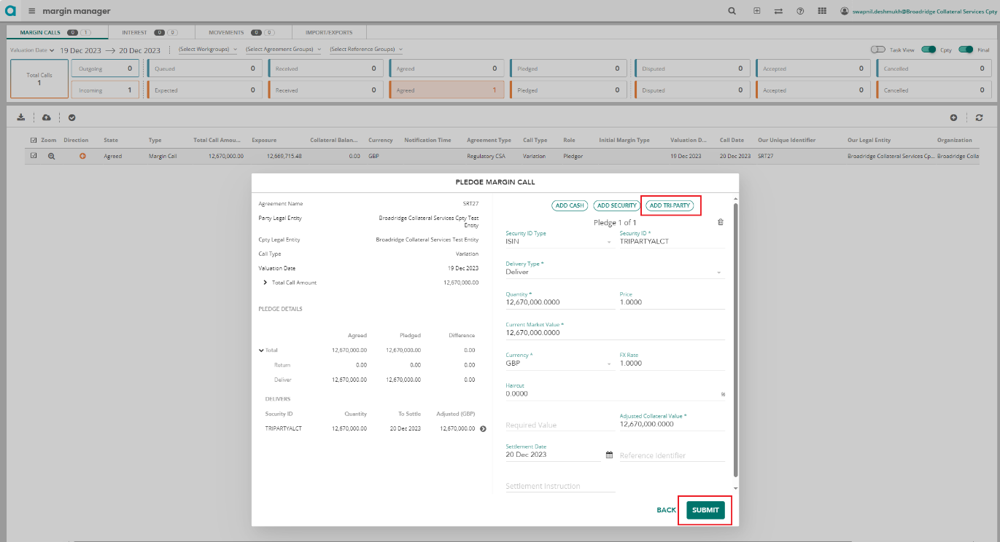 a margin manager swapnil.deshmukh@Broadridge Collateral Services Cpty
MARGIN CALLS 0 1 INTEREST 0 0 MOVEMENTS 0 0 IMPORT/EXPORTS
Valuation Date 19 Dec 2023 20 Dec 2023 (Select Workgroups) (Select Agreement Groups) (Select Reference Groups) Task View Cpty Final
Total Calls
1
Outgoing 0 Queued 0 Received 0 Agreed 0 Pledged 0 Disputed 0 Accepted 0 Cancelled 0
Incoming 1 Expected 0 Received 0 Agreed 1 Pledged 0 Disputed 0 Accepted 0 Cancelled 0
Zoom Direction State Type Total Call Amou... Exposure Collateral Balan... Currency Notification Time Agreement Type Call Type Role Initial Margin Type Valuation D... Call Date Our Unique Identifier Our Legal Entity Organization
Agreed Margin Call 12,670,000.00 12,669,715.48 0.00 GBP Regulatory CSA Variation Pledgor 19 Dec 2023 20 Dec 2023 SRT27 Broadridge Collateral Services Cp... Broadridge Colla
PLEDGE MARGIN CALL
Agreement Name SRT27
Party Legal Entity Broadridge Collateral Services Cpty Test
Entity
Cpty Legal Entity Broadridge Collateral Services Test Entity
Call Type Variation
Valuation Date 19 Dec 2023
Total Call Amount 12,670,000.00
PLEDGE DETAILS
Agreed Pledged Difference
Total 12,670,000.00 12,670,000.00 0.00
Return 0.00 0.00 0.00
Deliver 12,670,000.00 12,670,000.00 0.00
DELIVERS
Security ID Quantity To Settle Adjusted (GBP)
TRIPARTYALCT 12,670,000.00 20 Dec 2023 12,670,000.00
ADD CASH ADD SECURITY ADD TRI-PARTY
Pledge 1 of 1
Security ID Type Security ID *
ISIN TRIPARTYALCT
Delivery Type *
Deliver
Quantity * Price
12,670,000.0000 1.0000
Current Market Value *
12,670,000.0000
Currency * FX Rate
GBP 1.0000
Haircut
0.0000 %
Adjusted Collateral Value *
Required Value 12,670,000.0000
Settlement Date
20 Dec 2023 Reference Identifier
Settlement Instruction
BACK SUBMIT